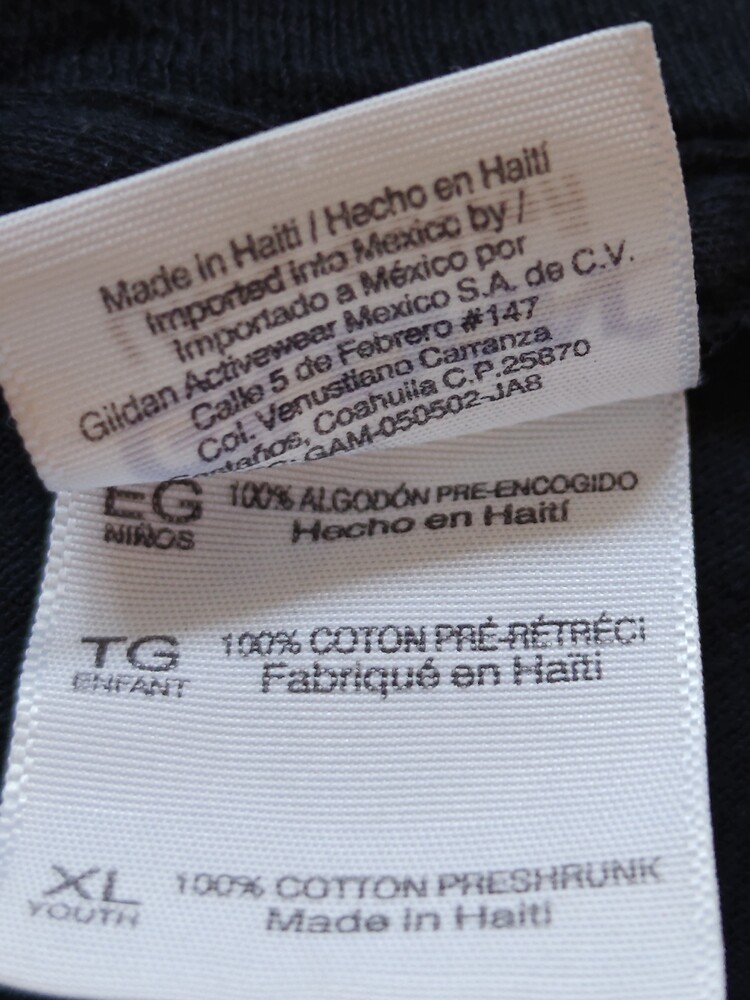 Made in Haiti / Hecho en Haití
Imported into Mexico by /
Importado a México por
Gildan Activewear Mexico S.A. de C.V.
Calle 5 de Febrero #147
Col. Venustiano Carranza
Coahuila C.P.25870
GAM-050502-JA8
EG 100% ALGODÓN PRE-ENCOGIDO
NIÑOS Hecho en Haití
TG 100% COTON PRÉ-RÉTRÉCI
ENFANT Fabriqué en Haïti
XL 100% COTTON PRESHRUNK
YOUTH Made in Haiti